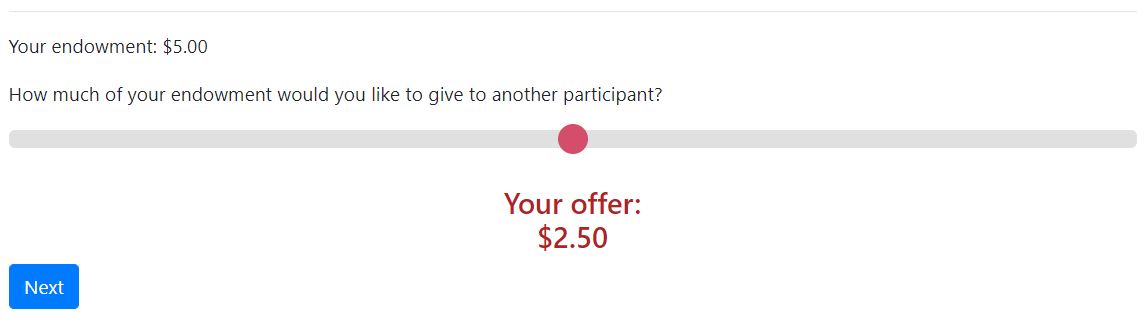 Your endowment: $5.00
How much of your endowment would you like to give to another participant?
Your offer:
$2.50
Next